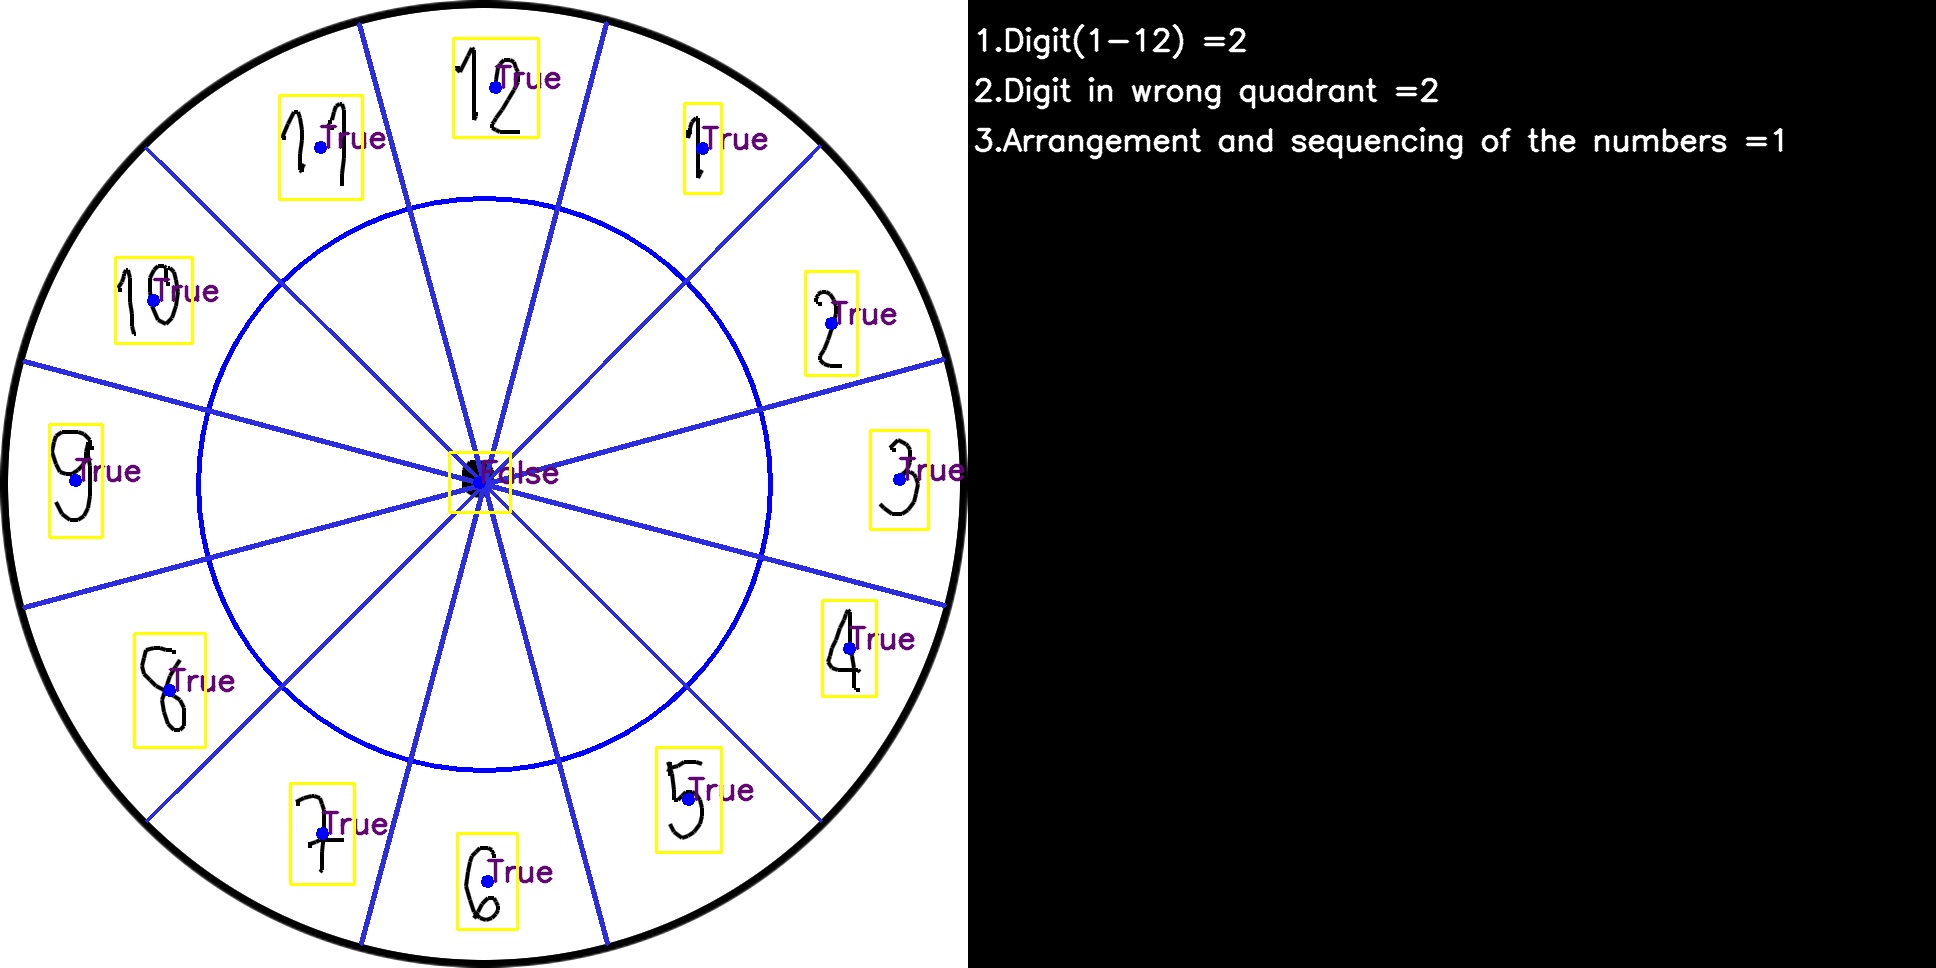 12 True
11 True
1 True
10 True
2 True
9 True
False
3 True
4 True
8 True
5 True
7 True
6 True
1.Digit(1-12) =2
2.Digit in wrong quadrant =2
3.Arrangement and sequencing of the numbers =1